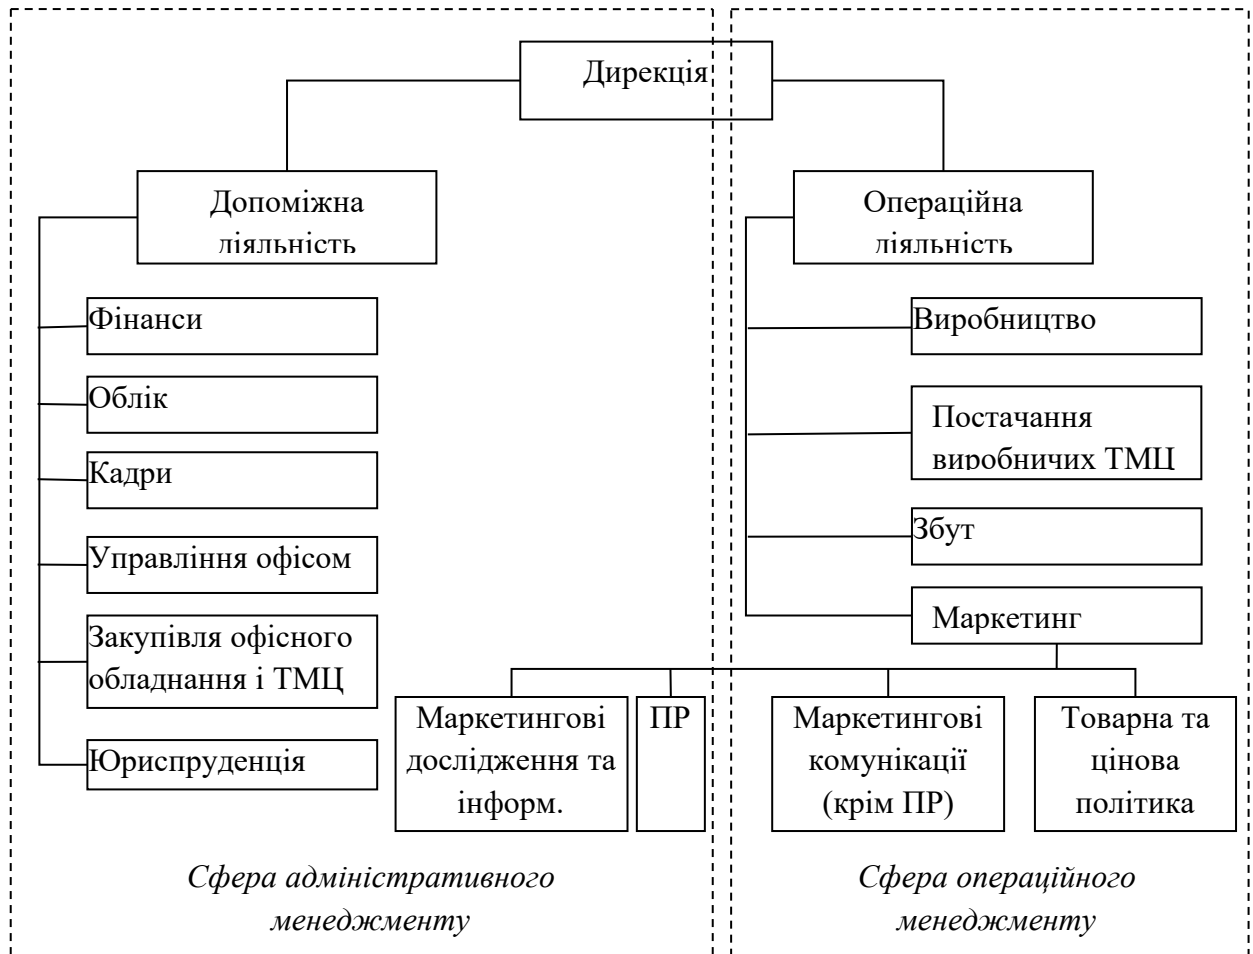 Дирекція
Допоміжна
діяльність
Операційна
діяльність
Фінанси
Облік
Кадри
Управління офісом
Закупівля офісного
обладнання і ТМЦ
Юриспруденція
Виробництво
Постачання
виробничих ТМЦ
Збут
Маркетинг
Маркетингові
дослідження та
інформ.
ПР
Маркетингові
комунікації
(крім ПР)
Товарна та
цінова
політика
Сфера адміністративного
менеджменту
Сфера операційного
менеджменту